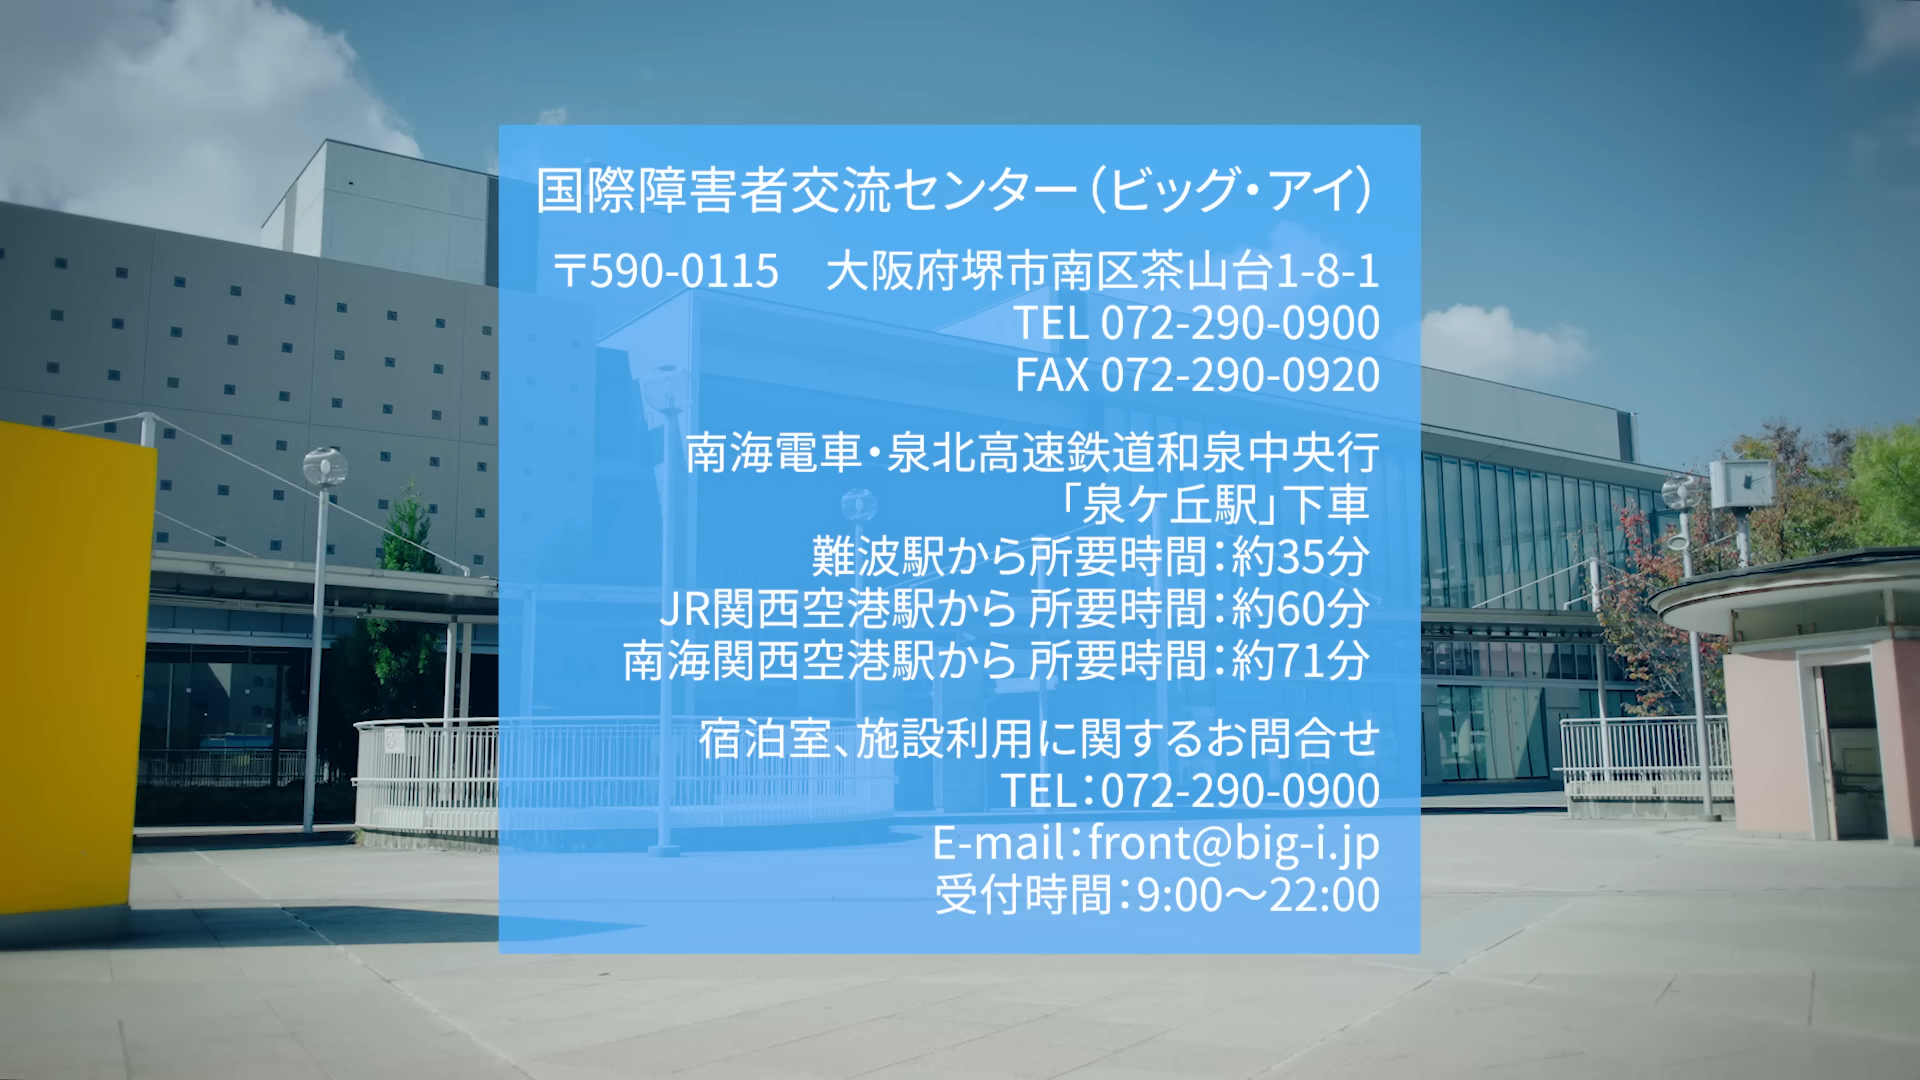 国際障害者交流センター（ビッグ・アイ）
〒590-0115　大阪府堺市南区茶山台1-8-1
TEL 072-290-0900
FAX 072-290-0920
南海電車・泉北高速鉄道和泉中央行
「泉ケ丘駅」下車
難波駅から所要時間：約35分
JR関西空港駅から 所要時間：約60分
南海関西空港駅から 所要時間：約71分
宿泊室、施設利用に関するお問合せ
TEL：072-290-0900
E-mail：front@big-i.jp
受付時間：9:00〜22:00